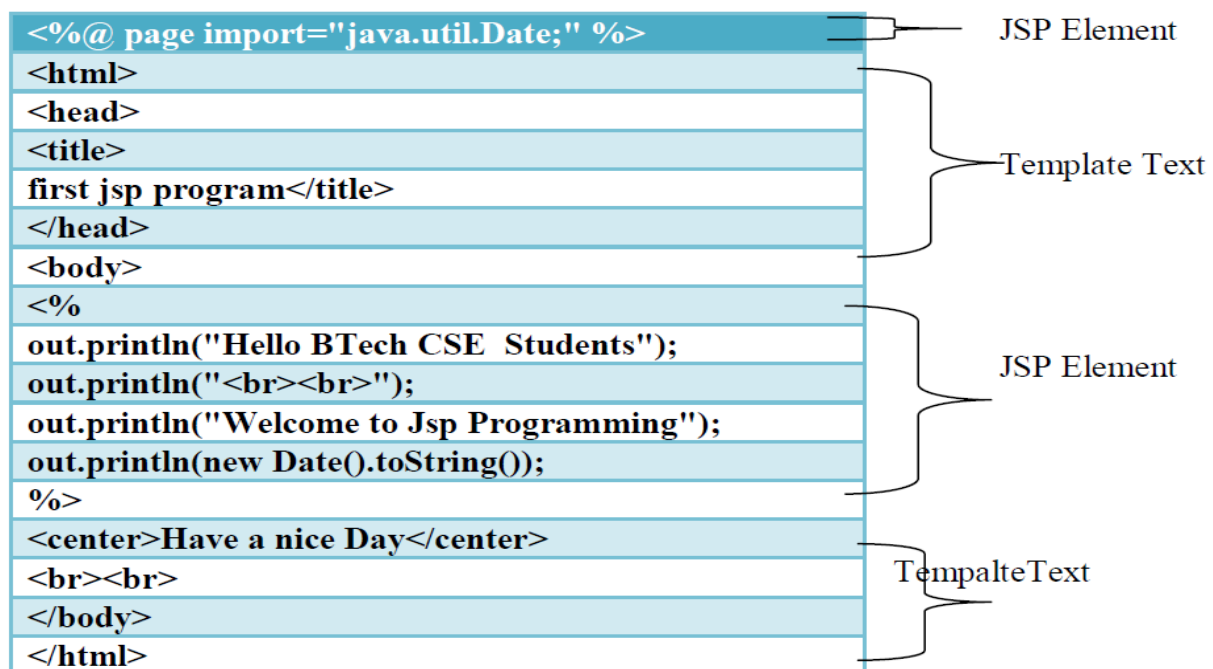 <%@ page import="java.util.Date;" %>
JSP Element
<html>
<head>
<title>
first jsp program</title>
</head>
<body>
Template Text
<%
out.println("Hello BTech CSE  Students");
out.println("<br><br>");
out.println("Welcome to Jsp Programming");
out.println(new Date().toString());
%>
JSP Element
<center>Have a nice Day</center>
<br><br>
</body>
</html>
TempalteText